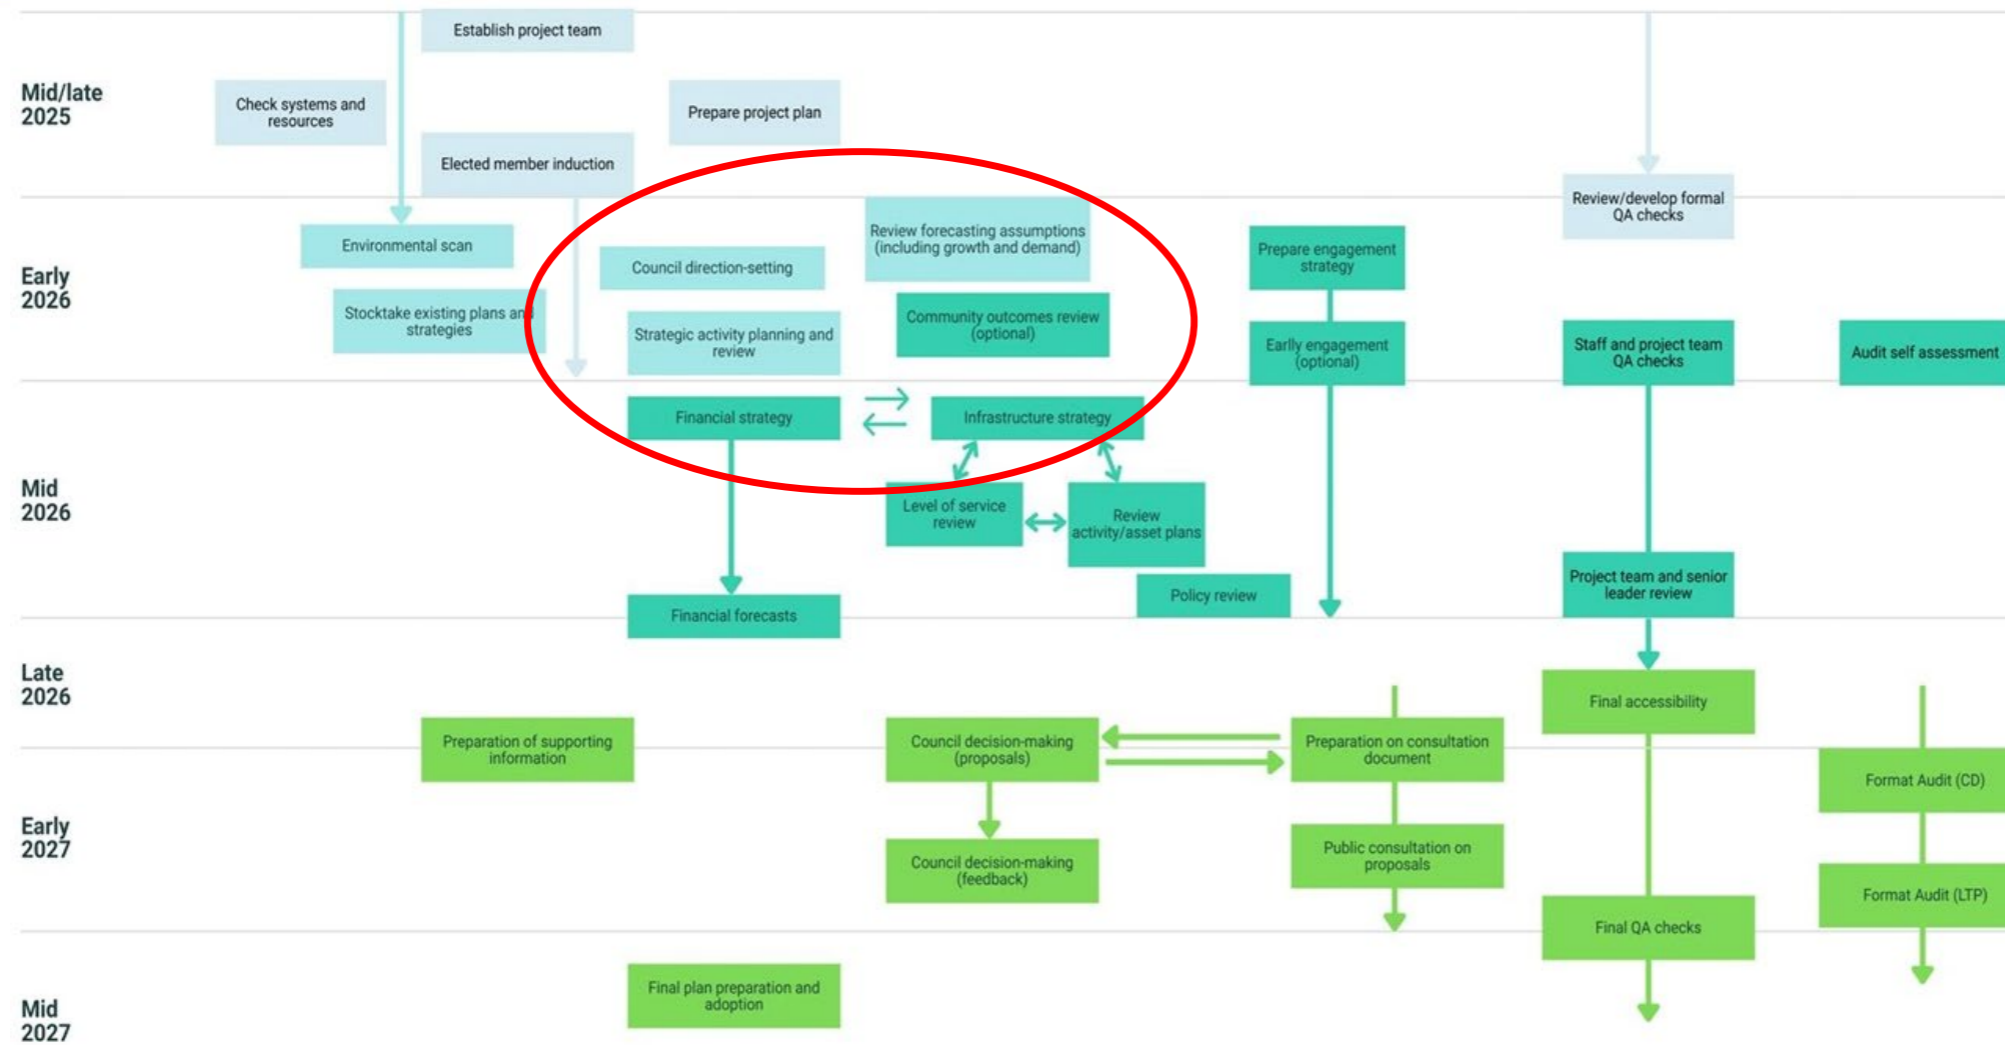 Establish project team
Mid/late
2025
Check systems and
resources
Prepare project plan
Elected member induction
Review/develop formal
QA checks
Early
2026
Environmental scan
Council direction-setting
Review forecasting assumptions
(including growth and demand)
Prepare engagement
strategy
Stocktake existing plans and
strategies
Strategic activity planning and
review
Community outcomes review
(optional)
Earlly engagement
(optional)
Staff and project team
QA checks
Audit self assessment
Mid
2026
Financial strategy
Infrastructure strategy
Level of service
review
Review
activity/asset plans
Policy review
Project team and senior
leader review
Financial forecasts
Late
2026
Final accessibility
Preparation of supporting
information
Council decision-making
(proposals)
Preparation on consultation
document
Early
2027
Format Audit (CD)
Council decision-making
(feedback)
Public consultation on
proposals
Format Audit (LTP)
Final QA checks
Mid
2027
Final plan preparation and
adoption